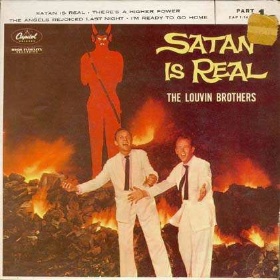 Capitol
SATAN IS REAL · THERE'S A HIGHER POWER
THE ANGELS REJOICED LAST NIGHT · I'M READY TO GO HOME
PART 1
SATAN
IS REAL
THE LOUVIN BROTHERS